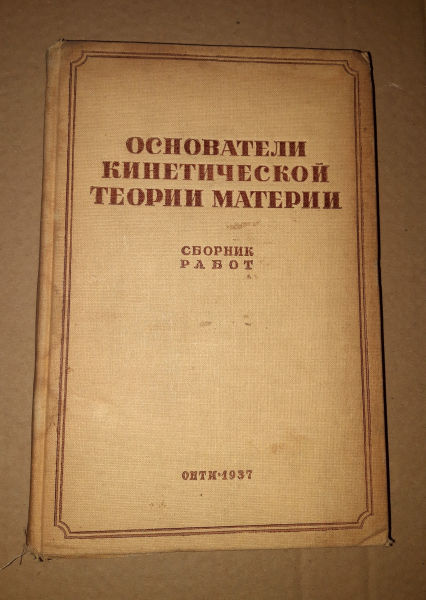 ОСНОВАТЕЛИ
КИНЕТИЧЕСКОЙ
ТЕОРИИ МАТЕРИИ
СБОРНИК
РАБОТ
ОНТИ•1937